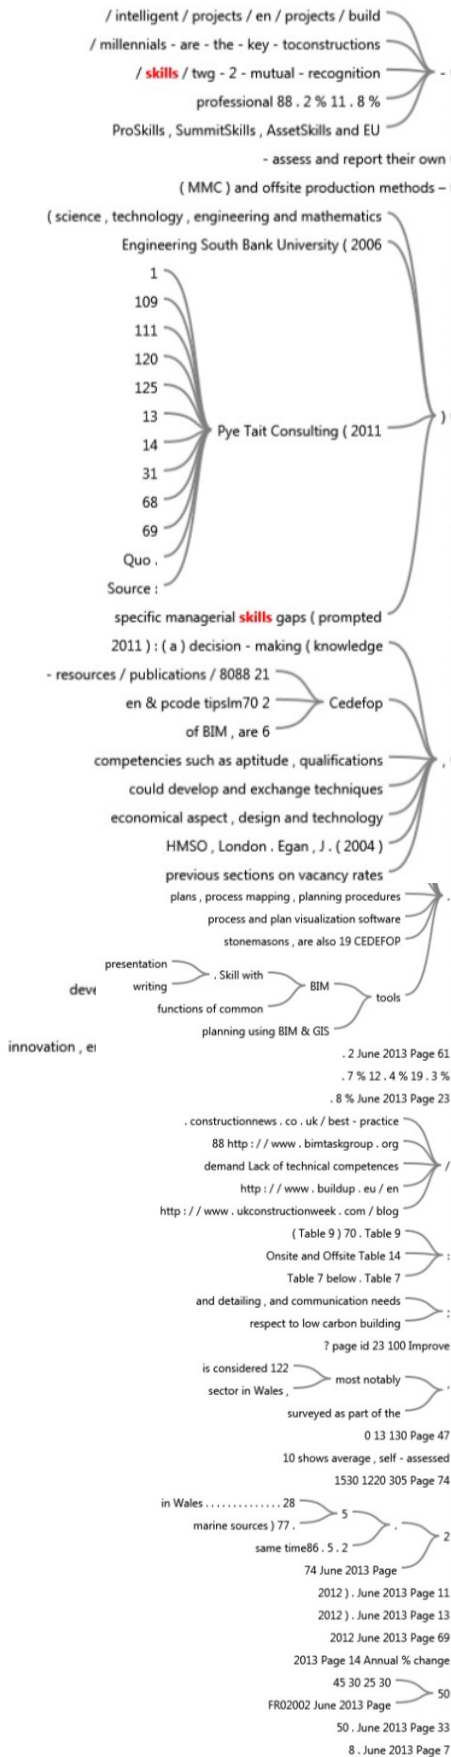 / intelligent / projects / en / projects / build
/ millennials - are - the - key - toconstructions
/ skills / twg - 2 - mutual - recognition
-
professional 88 . 2 % 11 . 8 %
ProSkills , SummitSkills , AssetSkills and EU
- assess and report their own
( MMC ) and offsite production methods –
( science , technology , engineering and mathematics
Engineering South Bank University ( 2006
1
109
111
120
125
13
)
Pye Tait Consulting ( 2011
14
31
68
69
Quo .
Source :
specific managerial skills gaps ( prompted
2011 ) : ( a ) decision - making ( knowledge
- resources / publications / 8088 21
en & pcode tipslm70 2
Cedefop
of BIM , are 6
competencies such as aptitude , qualifications
,
could develop and exchange techniques
economical aspect , design and technology
HMSO , London . Egan , J . ( 2004 )
previous sections on vacancy rates
plans , process mapping , planning procedures
.
process and plan visualization software
stonemasons , are also 19 CEDEFOP
presentation
. Skill with
writing
BIM
deve
tools
functions of common
planning using BIM & GIS
innovation , er
. 2 June 2013 Page 61
. 7 % 12 . 4 % 19 . 3 %
. 8 % June 2013 Page 23
. constructionnews . co . uk / best - practice
88 http : / / www . bimtaskgroup . org
demand Lack of technical competences
/
http : / / www . buildup . eu / en
http : / / www . ukconstructionweek . com / blog
( Table 9 ) 70 . Table 9
Onsite and Offsite Table 14
:
Table 7 below . Table 7
and detailing , and communication needs
;
respect to low carbon building
? page id 23 100 Improve
is considered 122
most notably
sector in Wales ,
'
surveyed as part of the
0 13 130 Page 47
10 shows average , self - assessed
1530 1220 305 Page 74
in Wales . . . . . . . . . . . . . . 28
5
marine sources ) 77 .
.
2
same time86 . 5 . 2
74 June 2013 Page
2012 ) . June 2013 Page 11
2012 ) . June 2013 Page 13
2012 June 2013 Page 69
2013 Page 14 Annual % change
45 30 25 30
50
FR02002 June 2013 Page
50 . June 2013 Page 33
8 . June 2013 Page 7